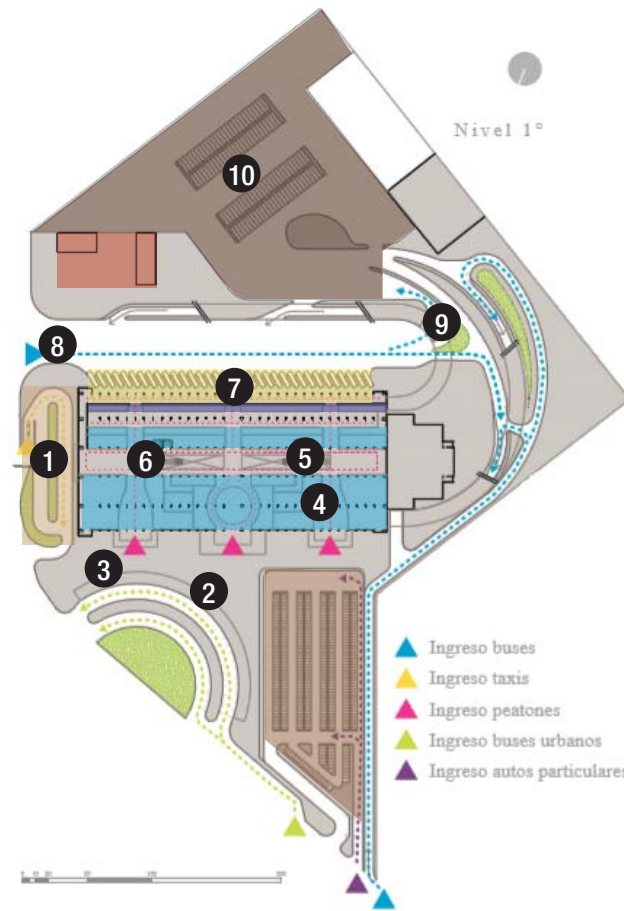 Nivel 1°
10
9
8
7
1
6
5
4
3
2
Ingreso buses
Ingreso taxis
Ingreso peatones
Ingreso buses urbanos
Ingreso autos particulares